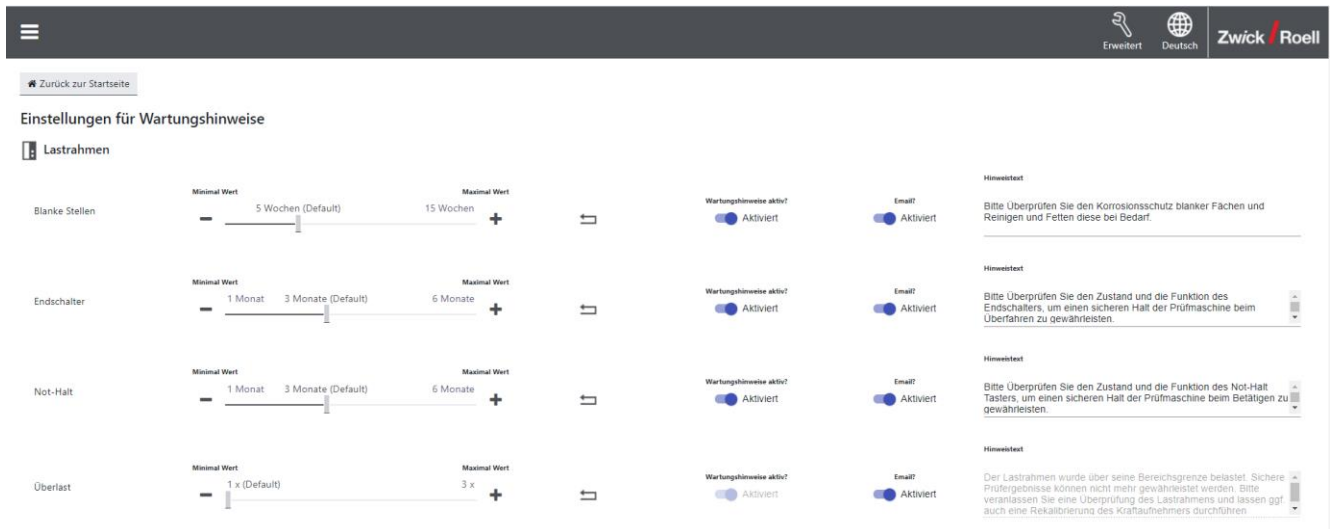 Erweitert
Deutsch
Zwick Roell
Zurück zur Startseite
Einstellungen für Wartungshinweise
Lastrahmen
Blanke Stellen
Minimal Wert
Maximal Wert
5 Wochen (Default)
15 Wochen
Wartungshinweise aktiv?
Aktiviert
Email?
Aktiviert
Hinweistext
Bitte Überprüfen Sie den Korrosionsschutz blanker Fächen und
Reinigen und Fetten diese bei Bedarf.
Endschalter
Minimal Wert
Maximal Wert
1 Monat
3 Monate (Default)
6 Monate
Wartungshinweise aktiv?
Aktiviert
Email?
Aktiviert
Hinweistext
Bitte Überprüfen Sie den Zustand und die Funktion des
Endschalters, um einen sicheren Halt der Prüfmaschine beim
Überfahren zu gewährleisten.
Not-Halt
Minimal Wert
Maximal Wert
1 Monat
3 Monate (Default)
6 Monate
Wartungshinweise aktiv?
Aktiviert
Email?
Aktiviert
Hinweistext
Bitte Überprüfen Sie den Zustand und die Funktion des Not-Halt
Tasters, um einen sicheren Halt der Prüfmaschine beim Betätigen zu
gewährleisten.
Überlast
Minimal Wert
Maximal Wert
1 x (Default)
3 x
Wartungshinweise aktiv?
Aktiviert
Email?
Aktiviert
Hinweistext
Der Lastrahmen wurde über seine Bereichsgrenze belastet. Sichere
Prüfergebnisse können nicht mehr gewährleistet werden. Bitte
veranlassen Sie eine Überprüfung des Lastrahmens und lassen ggf.
auch eine Rekalibrierung des Kraftaufnehmers durchführen